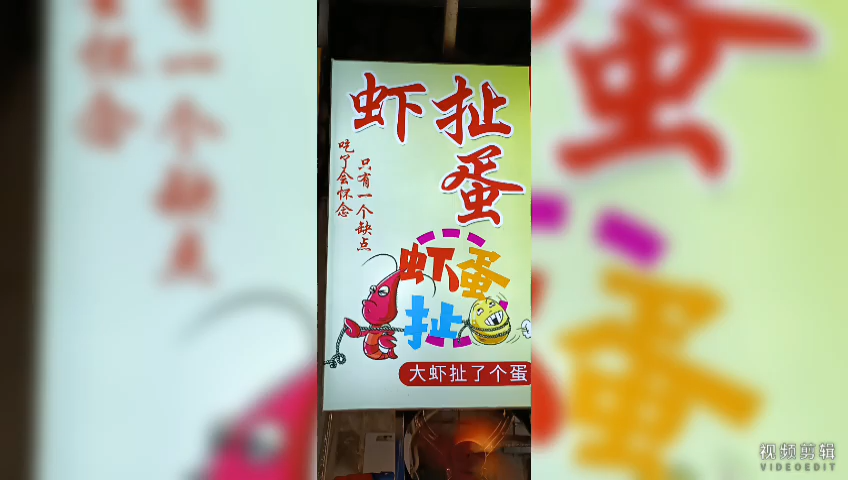 虾扯
蛋
只有一个缺点
吃了会怀念
虾蛋
扯
大虾扯了个蛋
视频剪辑
VIDEOEDIT